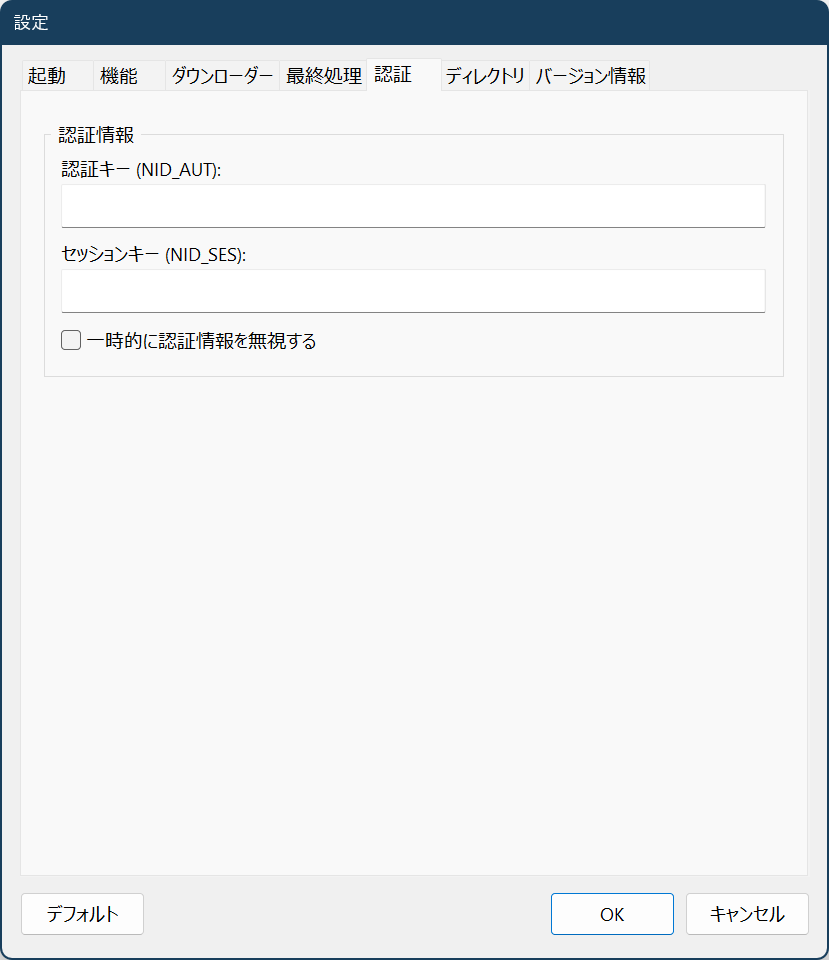 設定
起動 機能 ダウンローダー 最終処理 認証 ディレクトリ バージョン情報
認証情報
認証キー (NID_AUT):
セッションキー (NID_SES):
一時的に認証情報を無視する
デフォルト OK キャンセル